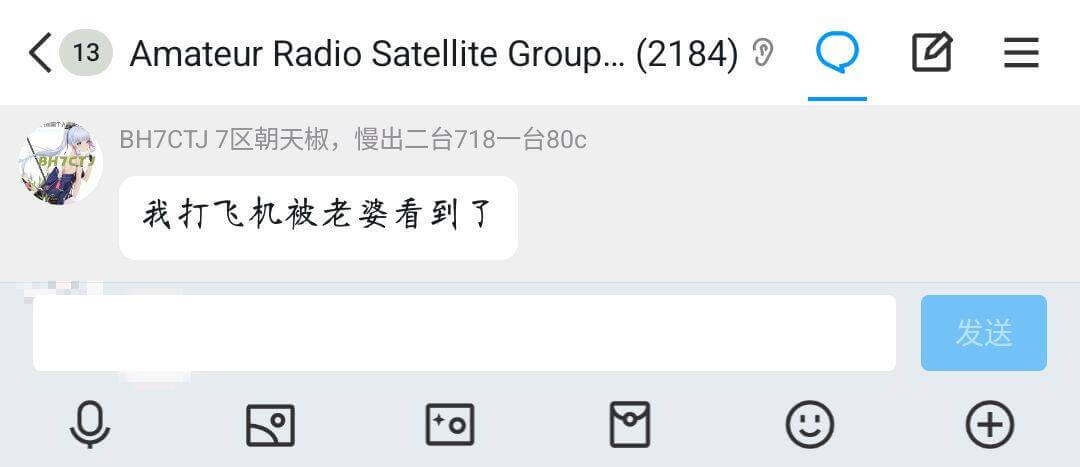 13
Amateur Radio Satellite Group... (2184)
BH7CTJ 7区朝天椒，慢出二台718一台80c
BH7CTJ
我打飞机被老婆看到了
发送